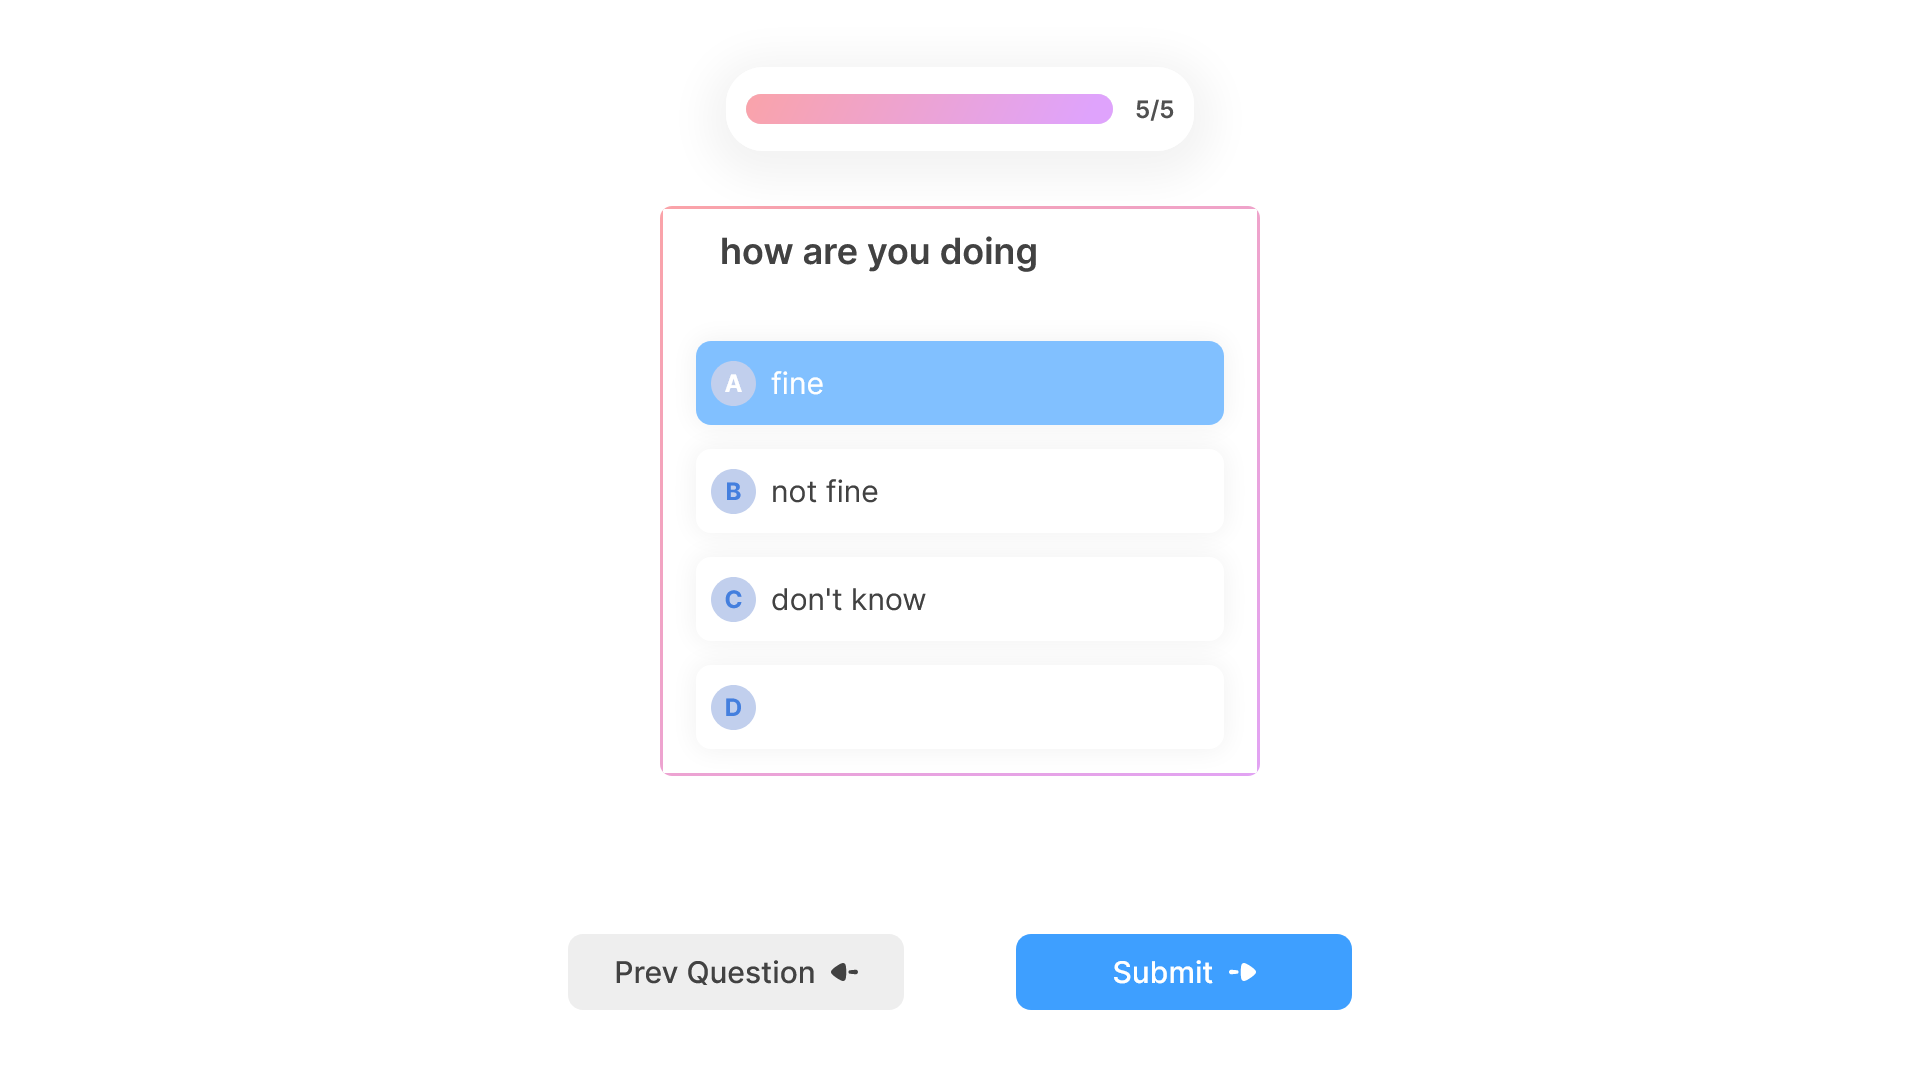 5/5
how are you doing
A fine
B not fine
C don't know
D
Prev Question
Submit